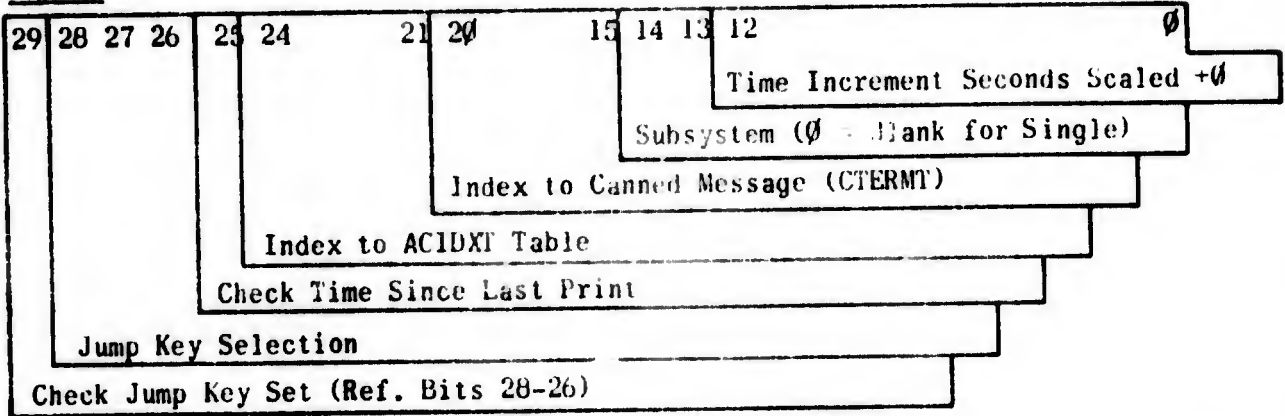 29 28 27 26 25 24 21 20 15 14 13 12 Ø
Time Increment Seconds Scaled +Ø
Subsystem (Ø = Blank for Single)
Index to Canned Message (CTERMT)
Index to ACIDXT Table
Check Time Since Last Print
Jump Key Selection
Check Jump Key Set (Ref. Bits 28-26)